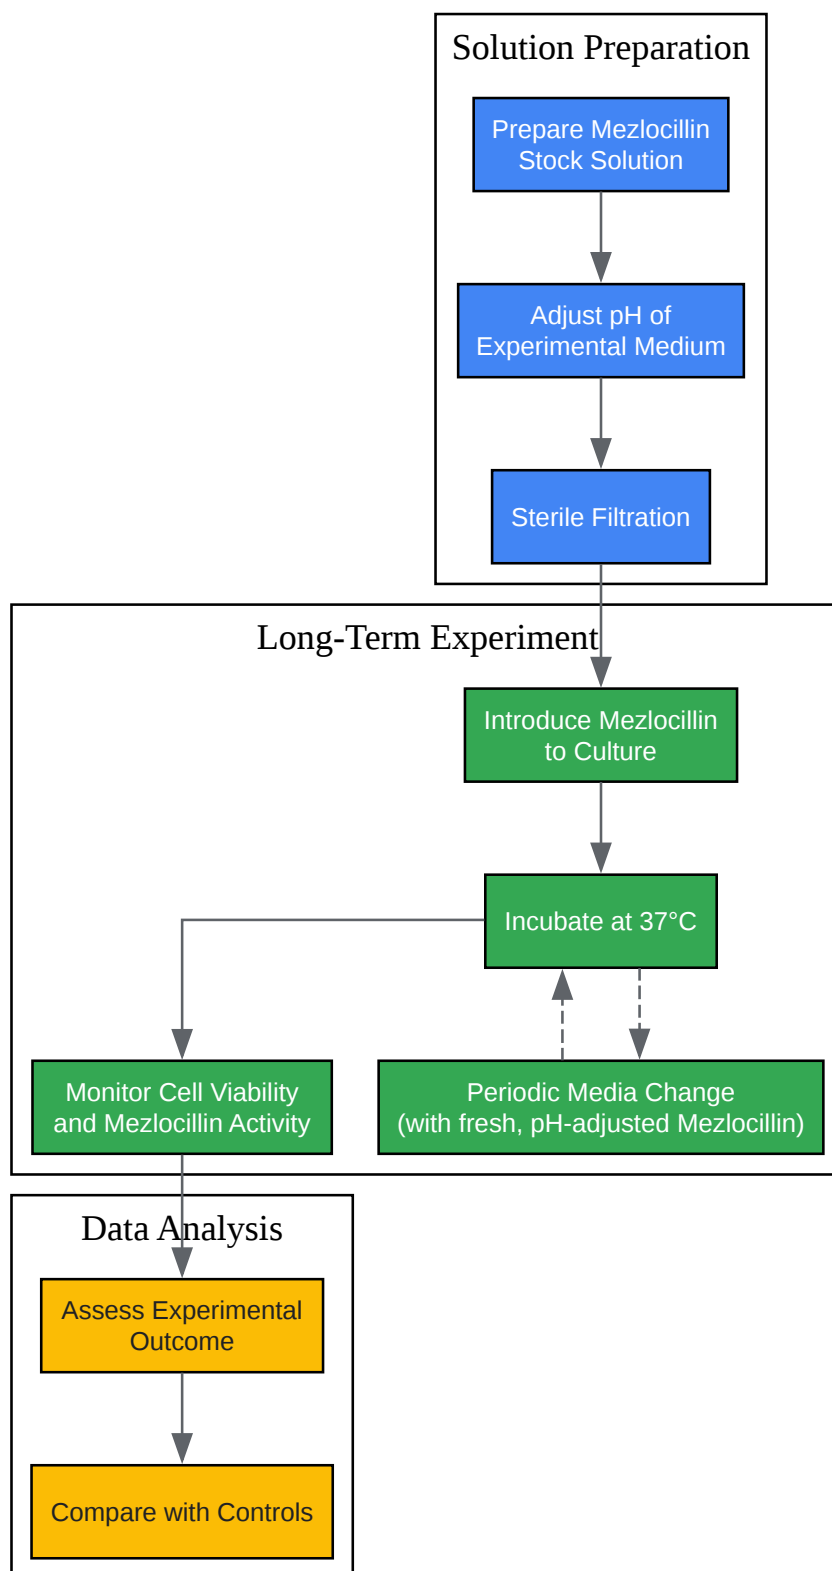 Solution Preparation
Prepare Mezlocillin
Stock Solution
Adjust pH of
Experimental Medium
Sterile Filtration
Long-Term Experiment
Introduce Mezlocillin
to Culture
Incubate at 37°C
Monitor Cell Viability
and Mezlocillin Activity
Periodic Media Change
(with fresh, pH-adjusted Mezlocillin)
Data Analysis
Assess Experimental
Outcome
Compare with Controls